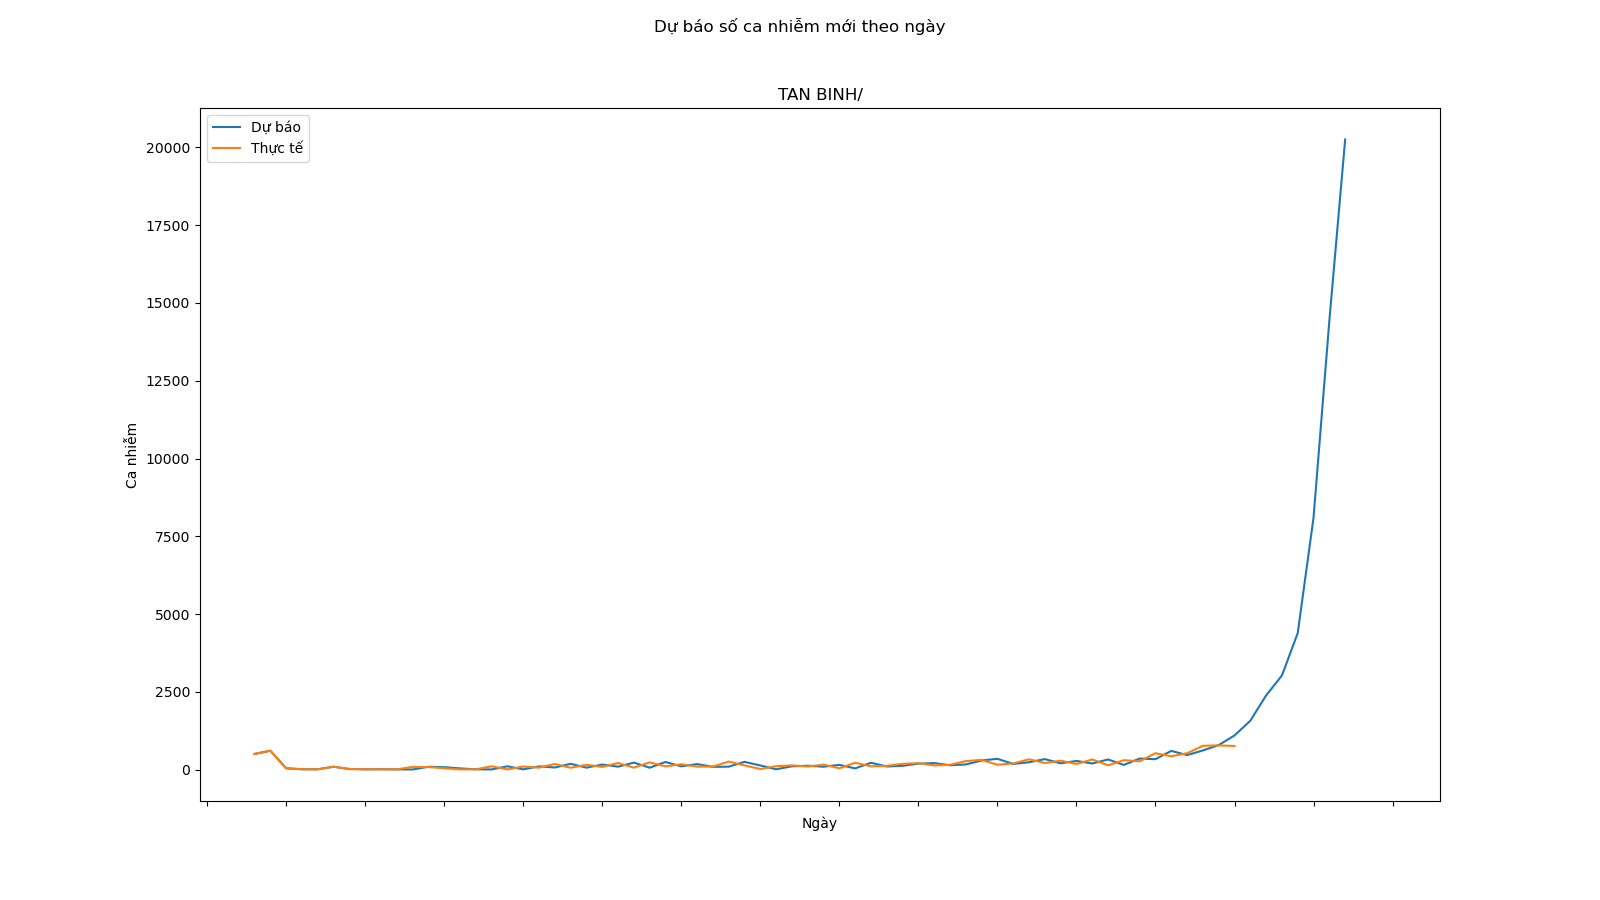 Dự báo số ca nhiễm mới theo ngày
TAN BINH/
Dự báo
Thực tế
20000
17500
15000
12500
10000
7500
5000
2500
0
Ca nhiễm
Ngày